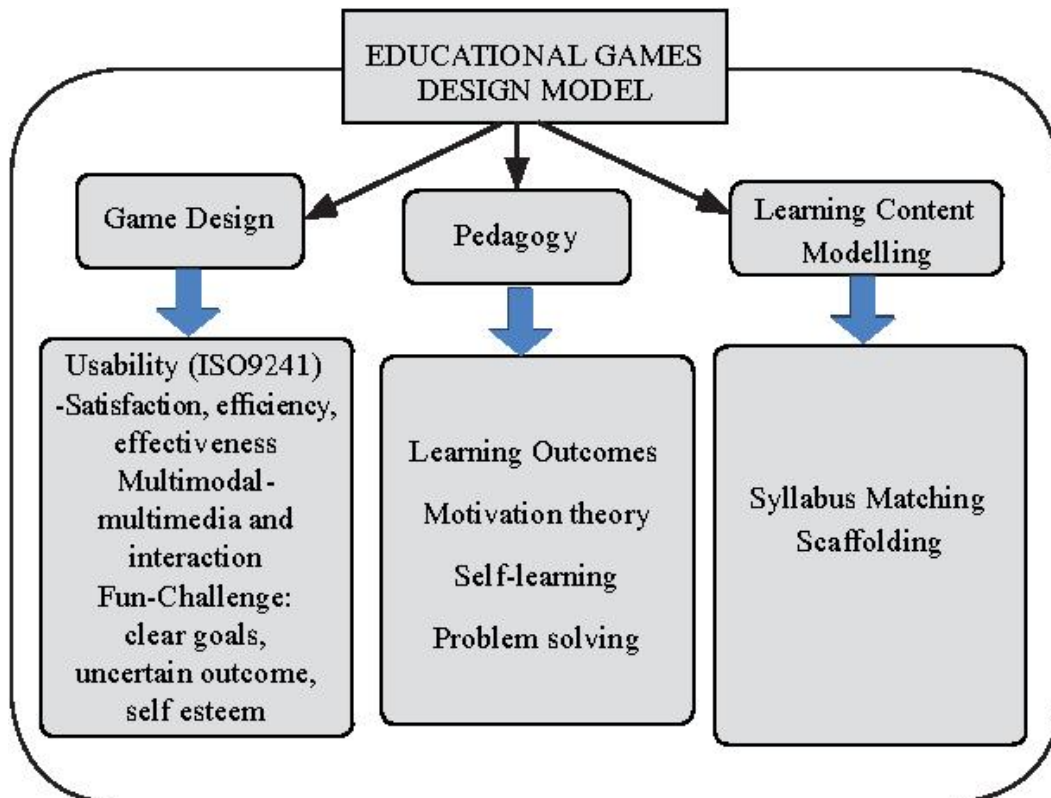 EDUCATIONAL GAMES
DESIGN MODEL
Game Design
Pedagogy
Learning Content
Modelling
Usability (ISO9241)
-Satisfaction, efficiency,
effectiveness
Multimodal-
multimedia and
interaction
Fun-Challenge:
clear goals,
uncertain outcome,
self esteem
Learning Outcomes
Motivation theory
Self-learning
Problem solving
Syllabus Matching
Scaffolding